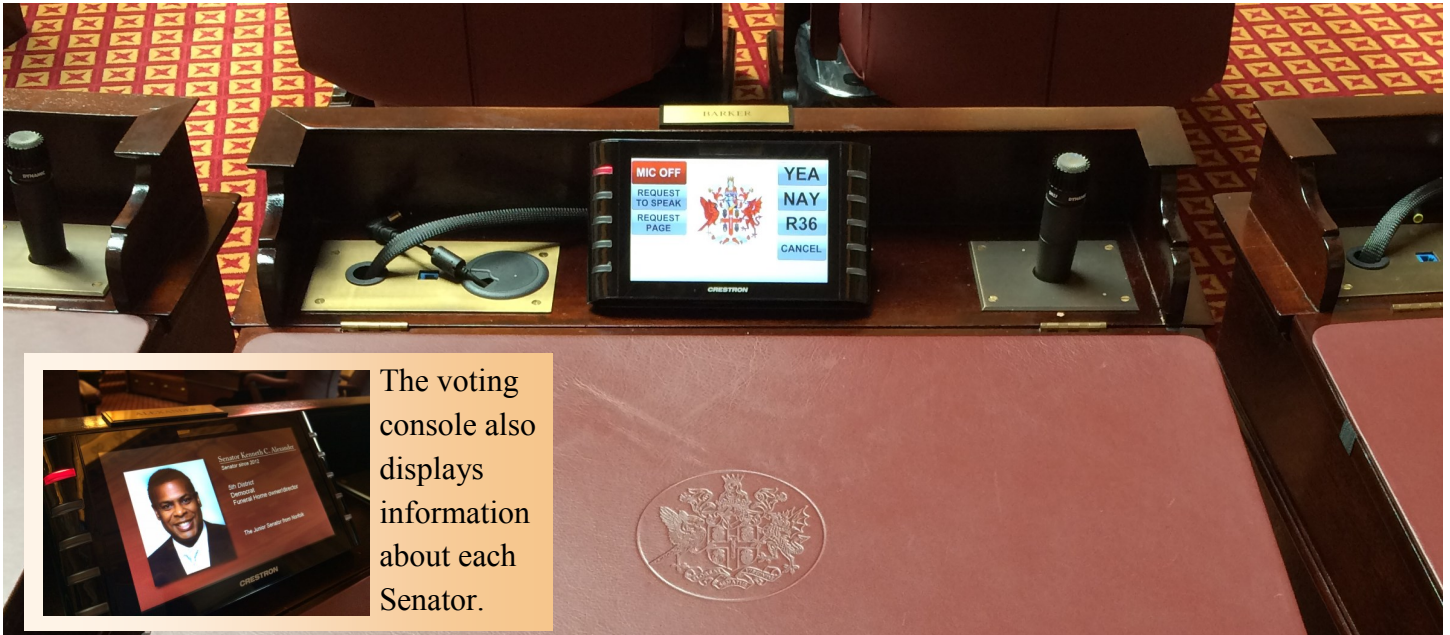 BARKER
MIC OFF
REQUEST
TO SPEAK
REQUEST
PAGE
YEA
NAY
R36
CANCEL
CRESTRON
DYNAMIC
The voting
console also
displays
information
about each
Senator.
Senator Kenneth C. Alexander
Senator since 2012
5th District
Democrat
Funeral Home owner/director
The Junior Senator from Norfolk
CRESTRON